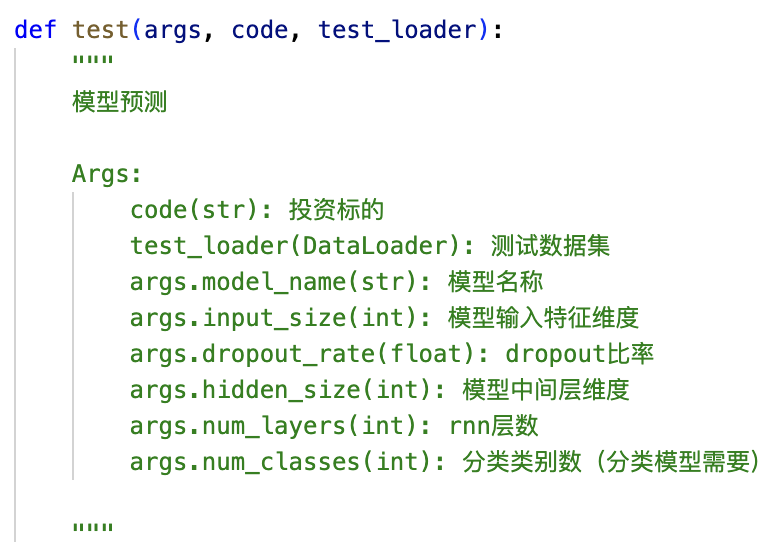 def test(args, code, test_loader):
"""
模型预测
Args:
code(str): 投资标的
test_loader(DataLoader): 测试数据集
args.model_name(str): 模型名称
args.input_size(int): 模型输入特征维度
args.dropout_rate(float): dropout比率
args.hidden_size(int): 模型中间层维度
args.num_layers(int): rnn层数
args.num_classes(int): 分类类别数（分类模型需要）
"""